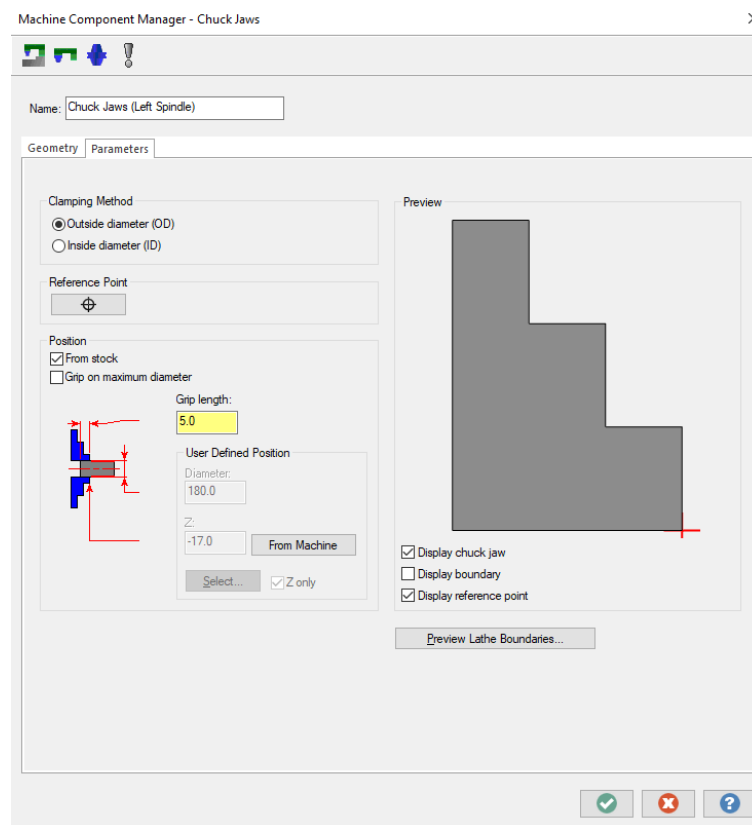 Machine Component Manager - Chuck Jaws
Name: Chuck Jaws (Left Spindle)
Geometry Parameters
Clamping Method
Outside diameter (OD)
Inside diameter (ID)
Reference Point
Position
From stock
Grip on maximum diameter
Grip length:
5.0
User Defined Position
Diameter:
180.0
Z:
-17.0 From Machine
Select... Z only
Preview
Display chuck jaw
Display boundary
Display reference point
Preview Lathe Boundaries...